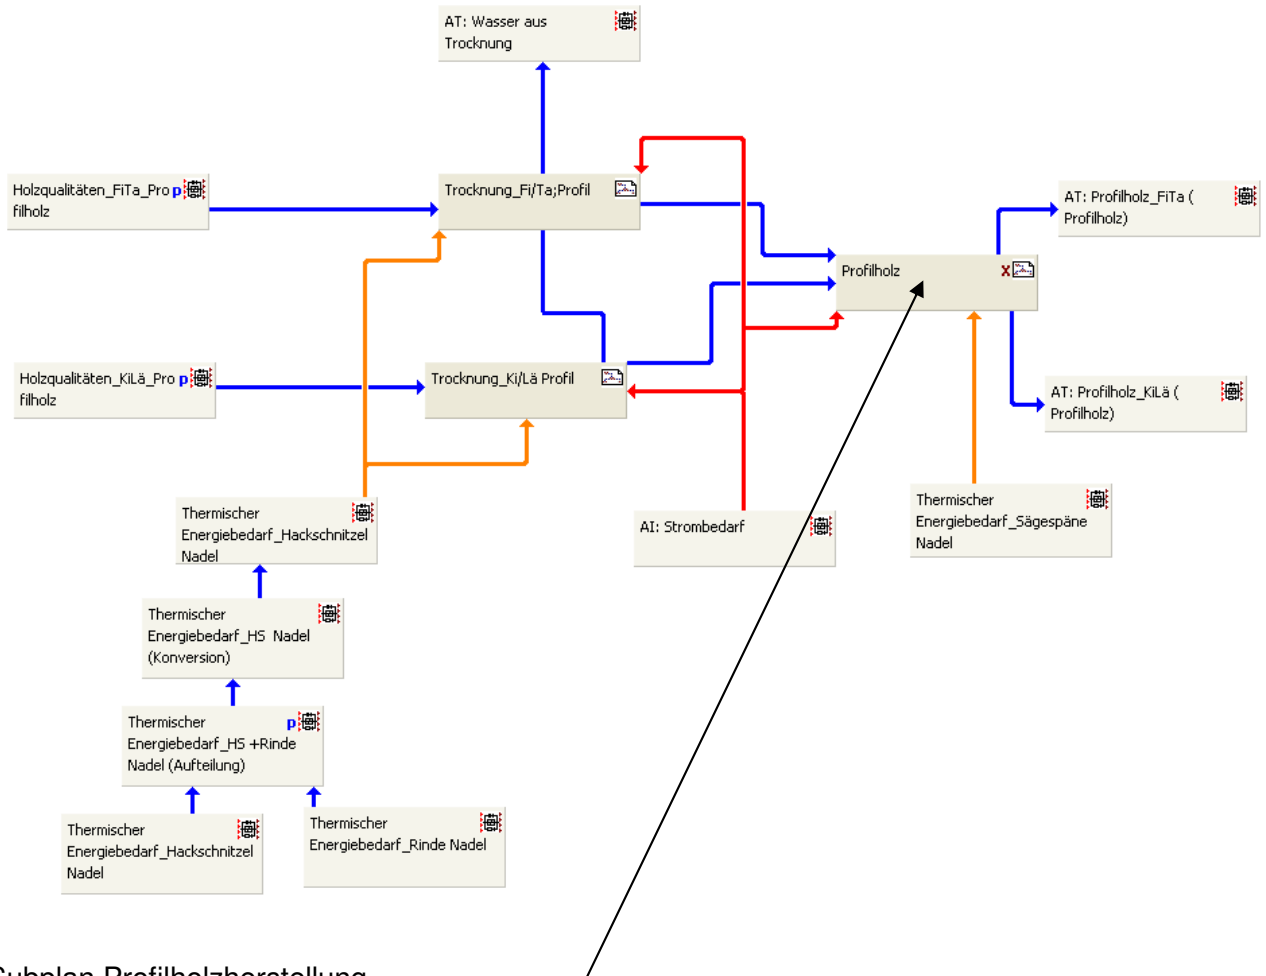 AT: Wasser aus
Trocknung
Holzqualitäten_FiTa_Pro p
filholz
Trocknung_Fi/Ta;Profil
AT: Profilholz_FiTa (
Profilholz)
Profilholz
x
Holzqualitäten_KiLä_Pro p
filholz
Trocknung_Ki/Lä Profil
AT: Profilholz_KiLä (
Profilholz)
Thermischer
Energiebedarf_Hackschnitzel
Nadel
AI: Strombedarf
Thermischer
Energiebedarf_Sägespäne
Nadel
Thermischer
Energiebedarf_HS Nadel
(Konversion)
Thermischer p
Energiebedarf_HS +Rinde
Nadel (Aufteilung)
Thermischer
Energiebedarf_Hackschnitzel
Nadel
Thermischer
Energiebedarf_Rinde Nadel
Subplan Profilholzherstellung